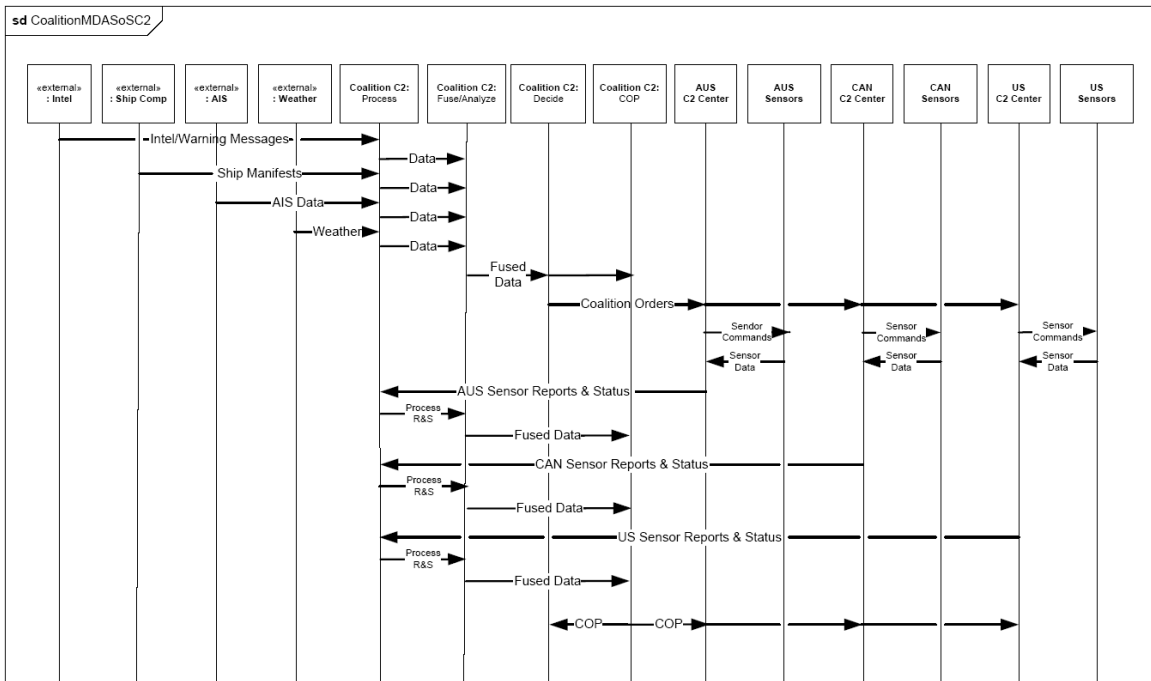 sd CoalitionMDASoSC2
«external»
: Intel
«external»
: Ship Comp
«external»
: AIS
«external»
: Weather
Coalition C2:
Process
Coalition C2:
Fuse/Analyze
Coalition C2:
Decide
Coalition C2:
COP
AUS
C2 Center
AUS
Sensors
CAN
C2 Center
CAN
Sensors
US
C2 Center
US
Sensors
Intel/Warning Messages
Data
Ship Manifests
Data
AIS Data
Data
Weather
Data
Fused
Data
Coalition Orders
Sendor
Commands
Sensor
Commands
Sensor
Commands
Sensor
Data
Sensor
Data
Sensor
Data
AUS Sensor Reports & Status
Process
R&S
Fused Data
CAN Sensor Reports & Status
Process
R&S
Fused Data
US Sensor Reports & Status
Process
R&S
Fused Data
COP
COP